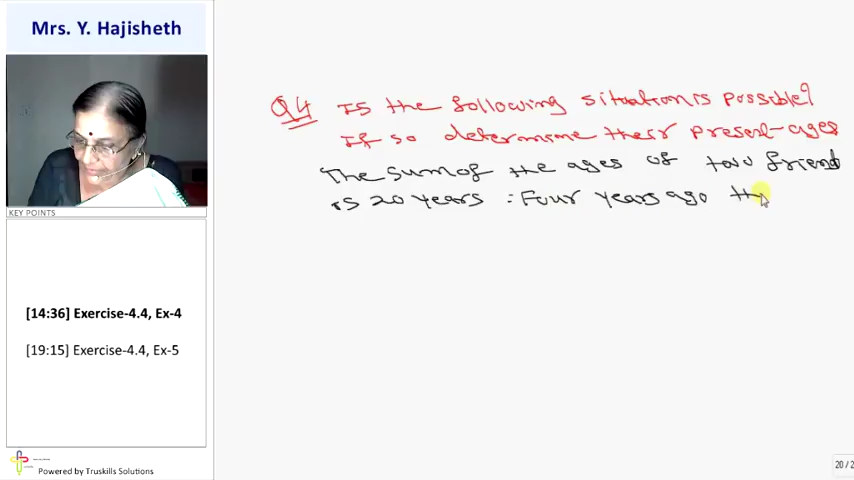 Mrs. Y. Hajisheth
KEY POINTS
[14:36] Exercise-4.4, Ex-4
[19:15] Exercise-4.4, Ex-5
Powered by Truskills Solutions
Q4 Is the following situation is possible?
If so determine their present ages
The sum of the ages of two friend
is 20 years : Four years ago th
20 / 2